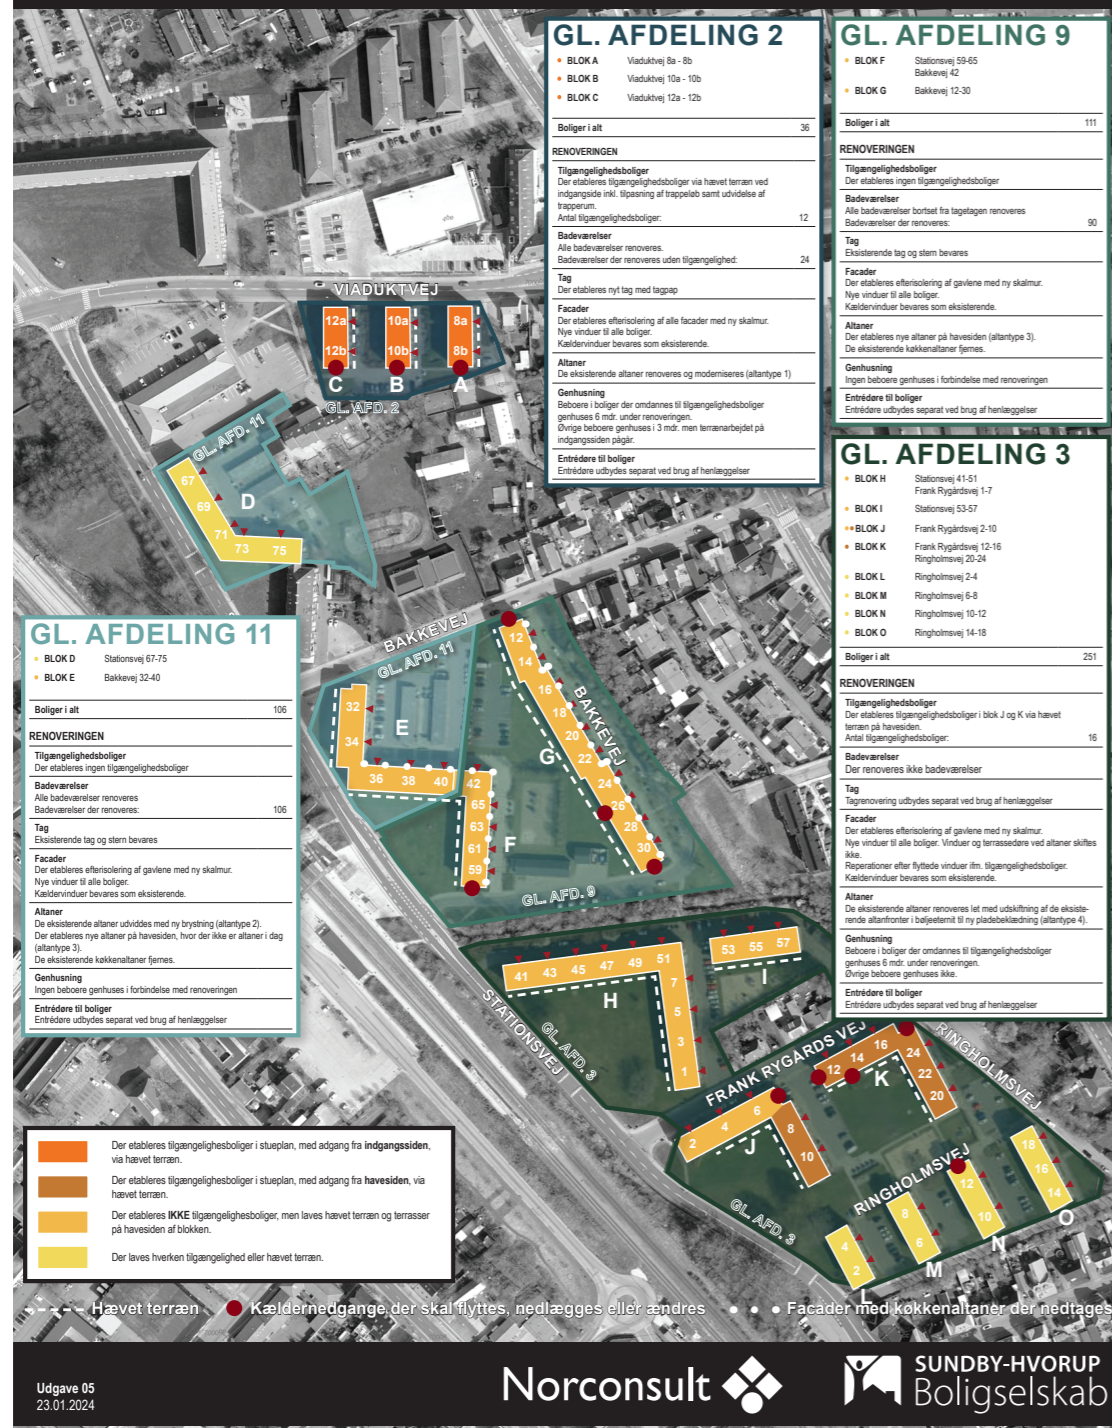 GL. AFDELING 2
BLOK A Viaduktvej 8a - 8b
BLOK B Viaduktvej 10a - 10b
BLOK C Viaduktvej 12a - 12b
Boliger i alt 36
RENOVERINGEN
Tilgængelighedsboliger
Der etableres tilgængelighedsboliger via hævet terræn ved
indgangside inkl. tilpasning af trappeløb samt udvidelse af
trapperum.
Antal tilgængelighedsboliger: 12
Badeværelser
Alle badeværelser renoveres.
Badeværelser der renoveres uden tilgængelighed: 24
Tag
Der etableres nyt tag med tagpap
Facader
Der etableres efterisolering af alle facader med ny skalmur.
Nye vinduer til alle boliger.
Kældervinduer bevares som eksisterende.
Altaner
De eksisterende altaner renoveres og moderniseres (altantype 1)
Genhusning
Beboere i boliger der omdannes til tilgængelighedsboliger
genhuses 6 mdr. under renoveringen.
Øvrige beboere genhuses i 3 mdr. men terrænarbejdet på
indgangssiden pågår.
Entrédøre til boliger
Entrédøre udbydes separat ved brug af henlæggelser
GL. AFDELING 9
BLOK F Stationsvej 59-65
Bakkevej 42
BLOK G Bakkevej 12-30
Boliger i alt 111
RENOVERINGEN
Tilgængelighedsboliger
Der etableres ingen tilgængelighedsboliger
Badeværelser
Alle badeværelser bortset fra tagetagen renoveres
Badeværelser der renoveres: 90
Tag
Eksisterende tag og stern bevares
Facader
Der etableres efterisolering af gavlene med ny skalmur.
Nye vinduer til alle boliger.
Kældervinduer bevares som eksisterende.
Altaner
Der etableres nye altaner på havesiden (altantype 3).
De eksisterende køkkenaltaner fjernes.
Genhusning
Ingen beboere genhuses i forbindelse med renoveringen
Entrédøre til boliger
Entrédøre udbydes separat ved brug af henlæggelser
GL. AFDELING 3
BLOK H Stationsvej 41-51
Frank Rygårdsvej 1-7
BLOK I Stationsvej 53-57
BLOK J Frank Rygårdsvej 2-10
BLOK K Frank Rygårdsvej 12-16
Ringholmsvej 20-24
BLOK L Ringholmsvej 2-4
BLOK M Ringholmsvej 6-8
BLOK N Ringholmsvej 10-12
BLOK O Ringholmsvej 14-18
Boliger i alt 251
RENOVERINGEN
Tilgængelighedsboliger
Der etableres tilgængelighedsboliger i blok J og K via hævet
terræn på havesiden.
Antal tilgængelighedsboliger: 16
Badeværelser
Der renoveres ikke badeværelser
Tag
Tagrenovering udbydes separat ved brug af henlæggelser
Facader
Der etableres efterisolering af gavlene med ny skalmur.
Nye vinduer til alle boliger. Vinduer og terrassedøre ved altaner skiftes
ikke.
Reperationer efter flyttede vinduer ifm. tilgængelighedsboliger.
Kældervinduer bevares som eksisterende.
Altaner
De eksisterende altaner renoveres let med udskiftning af de eksiste-
rende altanfronter i bøljeeternit til ny pladebeklædning (altantype 4).
Genhusning
Beboere i boliger der omdannes til tilgængelighedsboliger
genhuses 6 mdr. under renoveringen.
Øvrige beboere genhuses ikke.
Entrédøre til boliger
Entrédøre udbydes separat ved brug af henlæggelser
GL. AFDELING 11
BLOK D Stationsvej 67-75
BLOK E Bakkevej 32-40
Boliger i alt 106
RENOVERINGEN
Tilgængelighedsboliger
Der etableres ingen tilgængelighedsboliger
Badeværelser
Alle badeværelser renoveres
Badeværelser der renoveres: 106
Tag
Eksisterende tag og stern bevares
Facader
Der etableres efterisolering af gavlene med ny skalmur.
Nye vinduer til alle boliger.
Kældervinduer bevares som eksisterende.
Altaner
De eksisterende altaner udviddes med ny brystning (altantype 2).
Der etableres nye altaner på havesiden, hvor der ikke er altaner i dag
(altantype 3).
De eksisterende køkkenaltaner fjernes.
Genhusning
Ingen beboere genhuses i forbindelse med renoveringen
Entrédøre til boliger
Entrédøre udbydes separat ved brug af henlæggelser
VIADUKTVEJ
12a 10a 8a
12b 10b 8b
C B A
GL. AFD. 2
GL. AFD. 11
67
69
71
73
75
D
BAKKEVEJ
GL. AFD. 11
32
34
36 38 40
E
42
65
63
61
59
F
12
14
16
18
20
22
24
26
28
30
G
BAKKEVEJ
GL. AFD. 9
STATIONSVEJ
41 43 45 47 49 51
7
5
3
1
H
53 55 57
I
GL. AFD. 3
FRANK RYGÅRDS VEJ
2 4 6
8
10
J
12 14 16
24
22
20
K
RINGHOLMSVEJ
RINGHOLMSVEJ
18
16
14
O
12
10
N
8
6
M
4
2
L
GL. AFD. 3
Der etableres tilgængelighesboliger i stueplan, med adgang fra indgangssiden,
via hævet terræn.
Der etableres tilgængelighesboliger i stueplan, med adgang fra havesiden, via
hævet terræn.
Der etableres IKKE tilgængelighesboliger, men laves hævet terræn og terrasser
på havesiden af blokken.
Der laves hverken tilgængelighed eller hævet terræn.
Hævet terræn
Kældernedgange der skal flyttes, nedlægges eller ændres
Facader med køkkenaltaner der nedtages
Udgave 05
23.01.2024
Norconsult
SUNDBY-HVORUP
Boligselskab